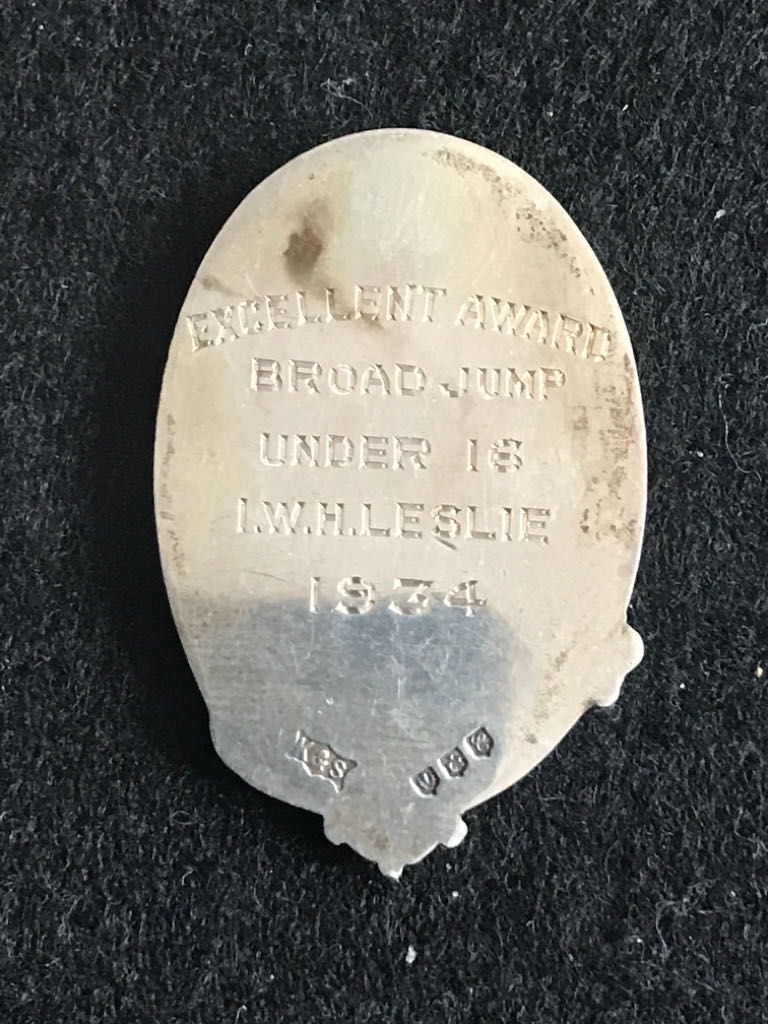 EXCELLENT AWARD
BROAD JUMP
UNDER 16
I.W.H.LESLIE
1934
K&S